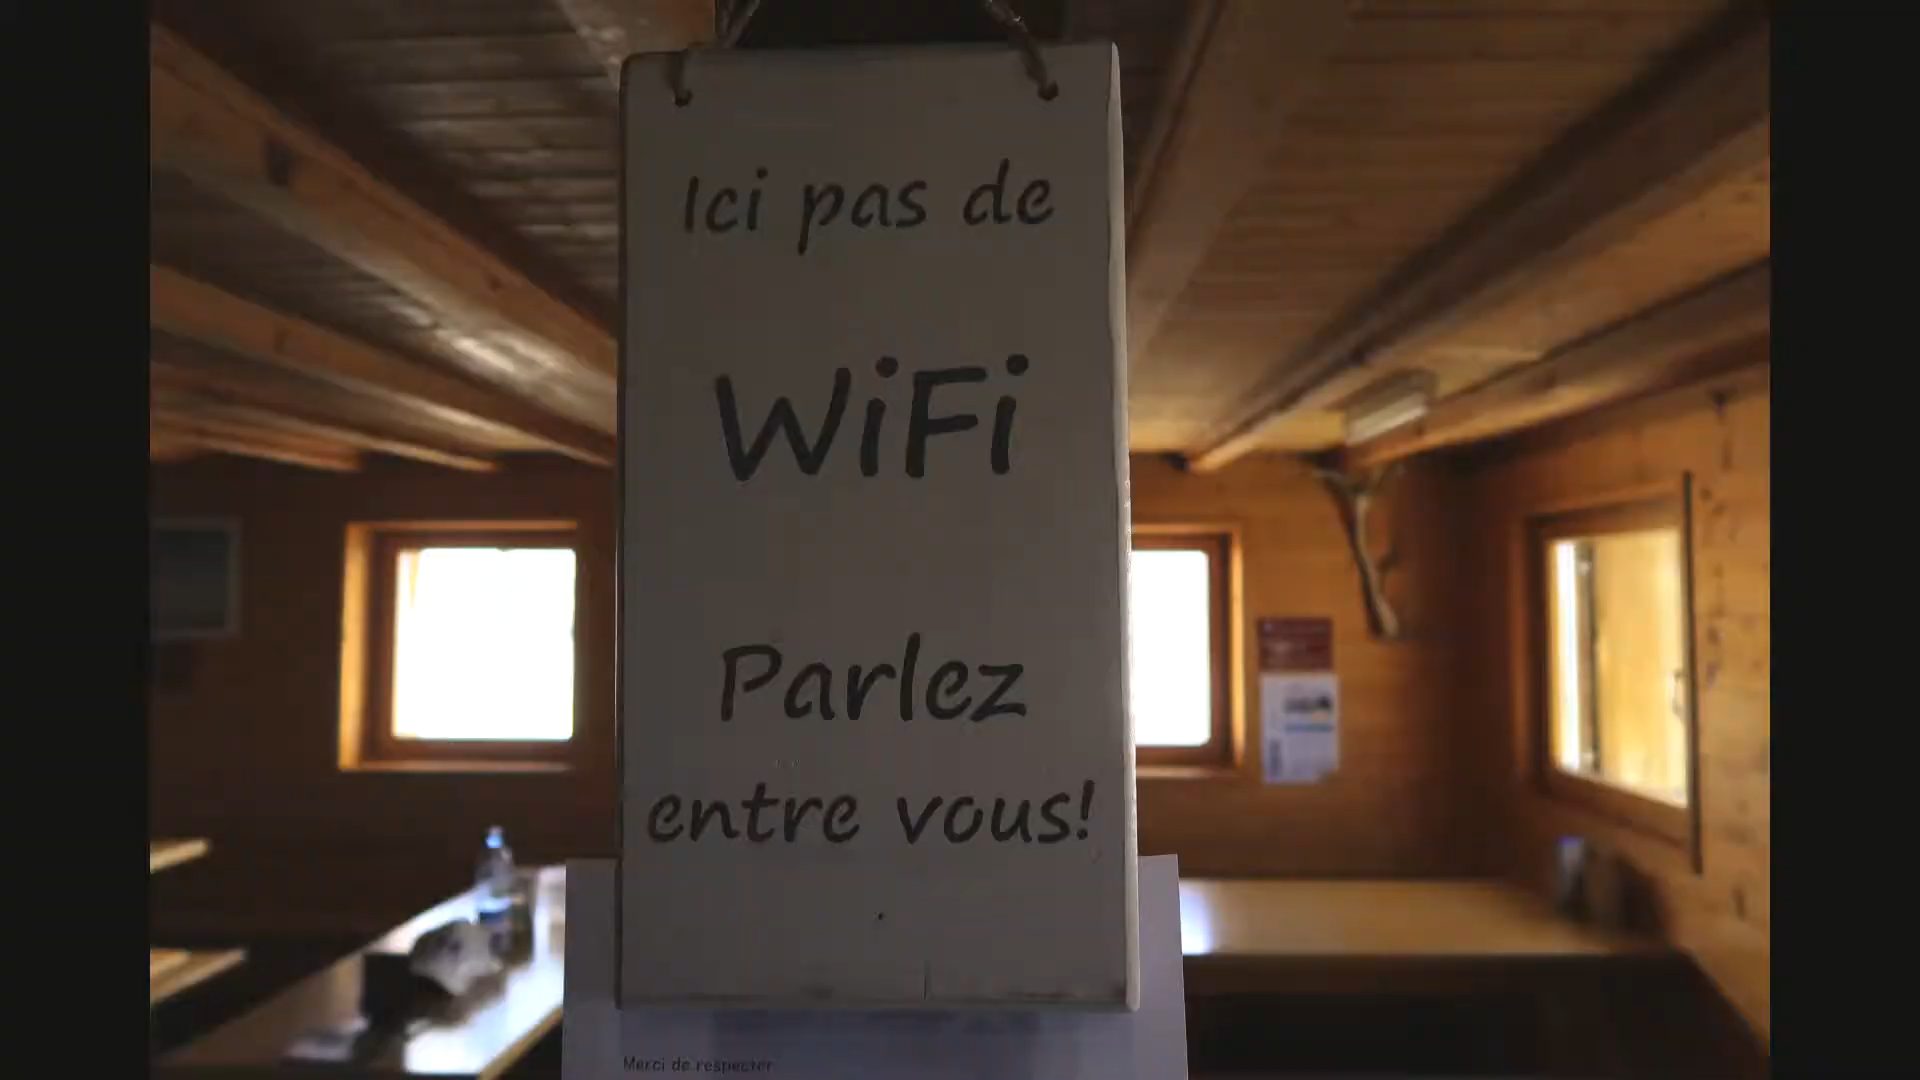 Ici pas de
WiFi
Parlez
entre vous!
Merci de respecter